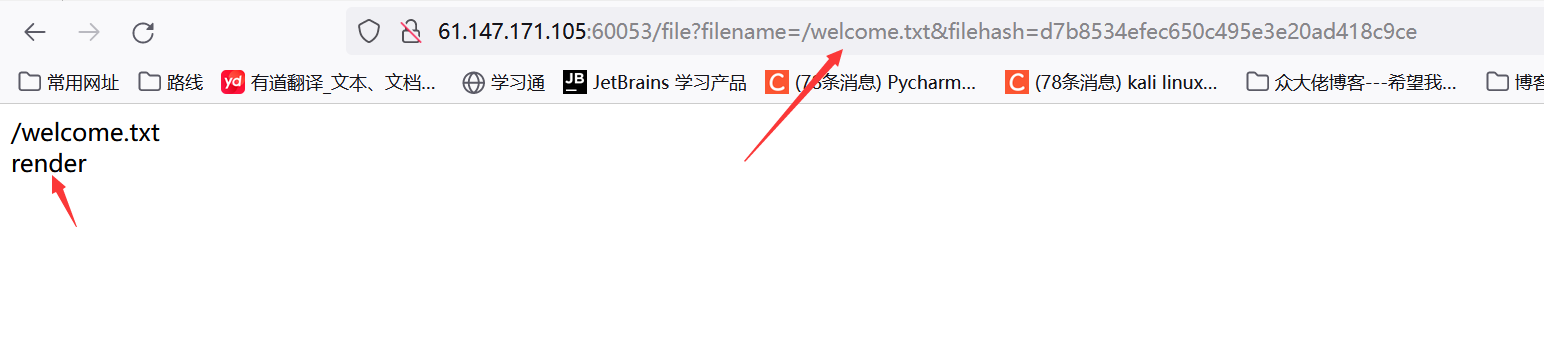 61.147.171.105:60053/file?filename=/welcome.txt&filehash=d7b8534efec650c495e3e20ad418c9ce
常用网址 路线 yd 有道翻译_文本、文档... 学习通 JB JetBrains 学习产品 C (78条消息) Pycharm... C (78条消息) kali linux... 众大佬博客---希望我... 博客
/welcome.txt
render